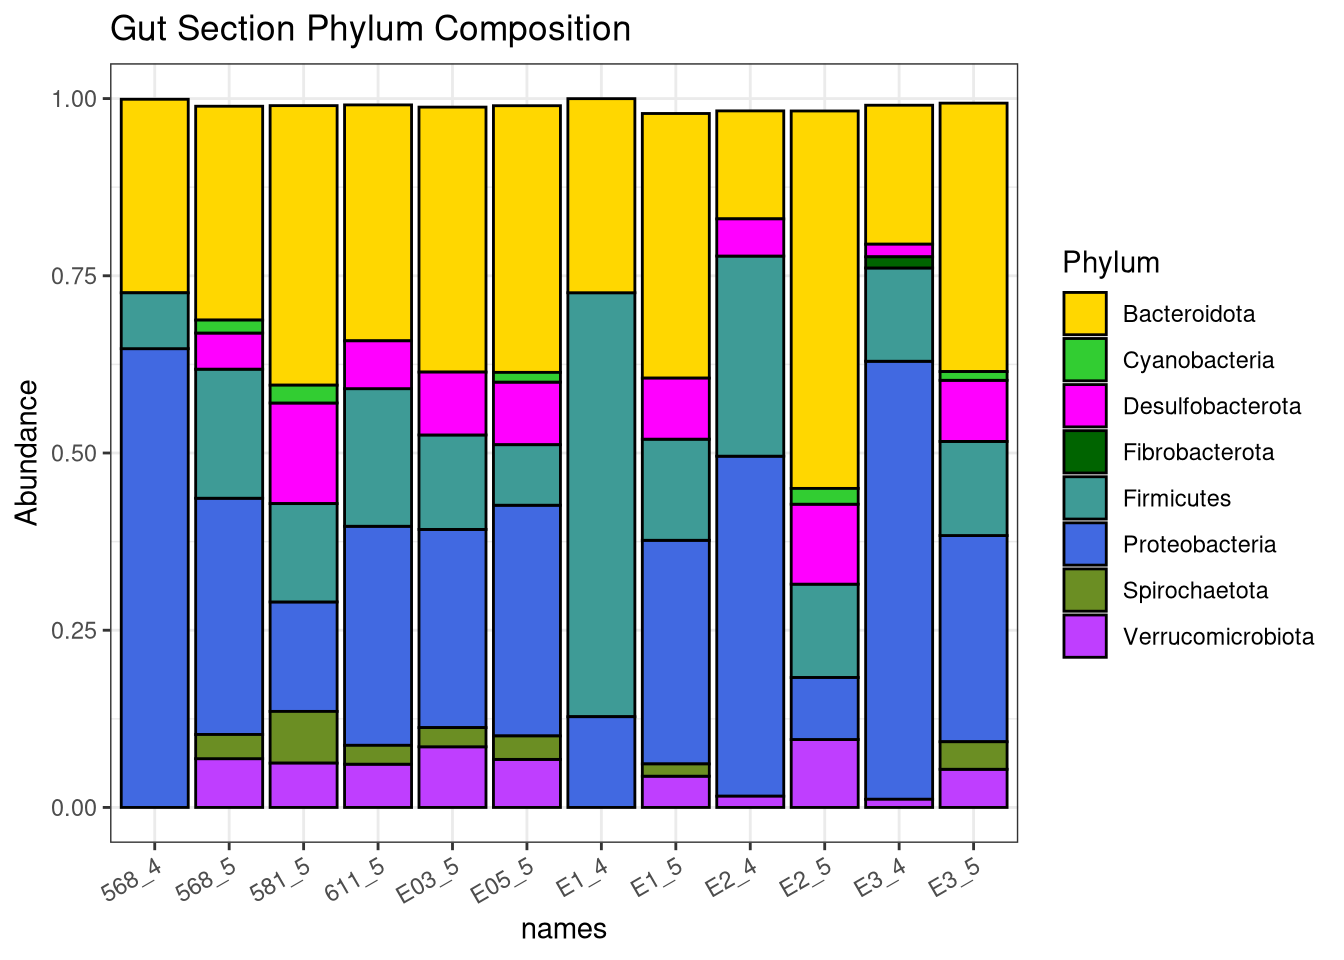 Gut Section Phylum Composition
Abundance
1.00
0.75
0.50
0.25
0.00
568_4
568_5
581_5
611_5
E03_5
E05_5
E1_4
E1_5
E2_4
E2_5
E3_4
E3_5
names
Phylum
Bacteroidota
Cyanobacteria
Desulfobacterota
Fibrobacterota
Firmicutes
Proteobacteria
Spirochaetota
Verrucomicrobiota